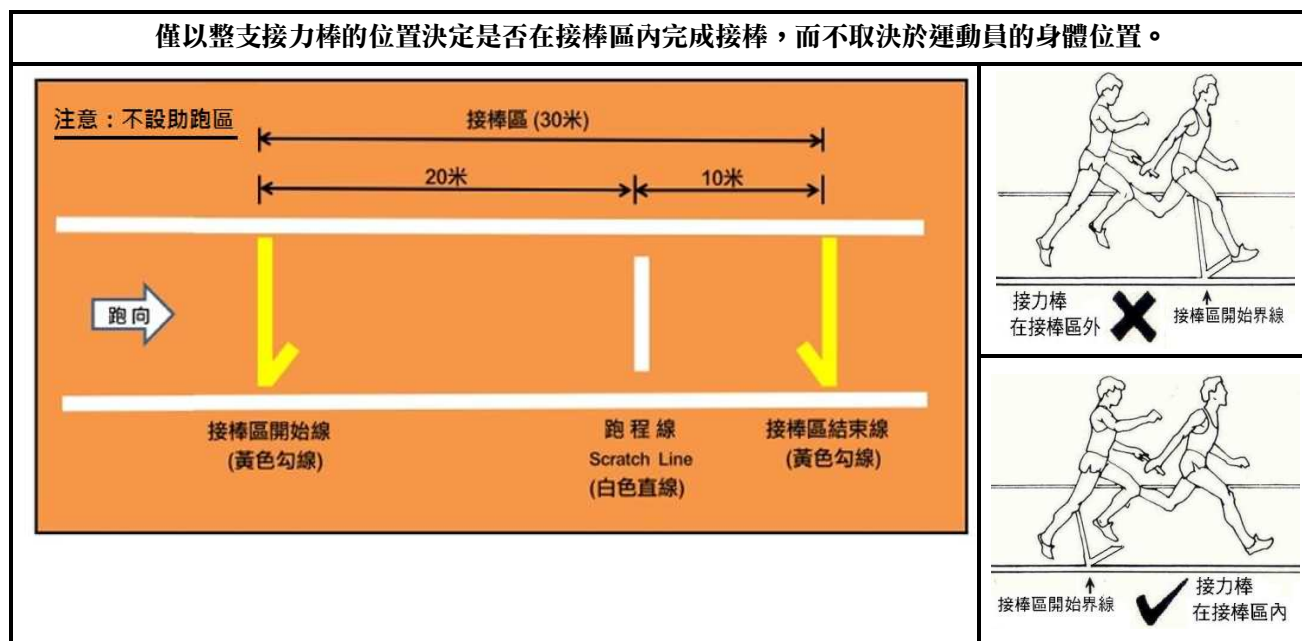 僅以整支接力棒的位置決定是否在接棒區內完成接棒，而不取決於運動員的身體位置。
注意：不設助跑區
接棒區 (30米)
20米
10米
跑向
接棒區開始線
(黃色勾線)
跑程線
Scratch Line
(白色直線)
接棒區結束線
(黃色勾線)
接力棒
在接棒區外
接棒區開始界線
接棒區開始界線
接力棒
在接棒區內